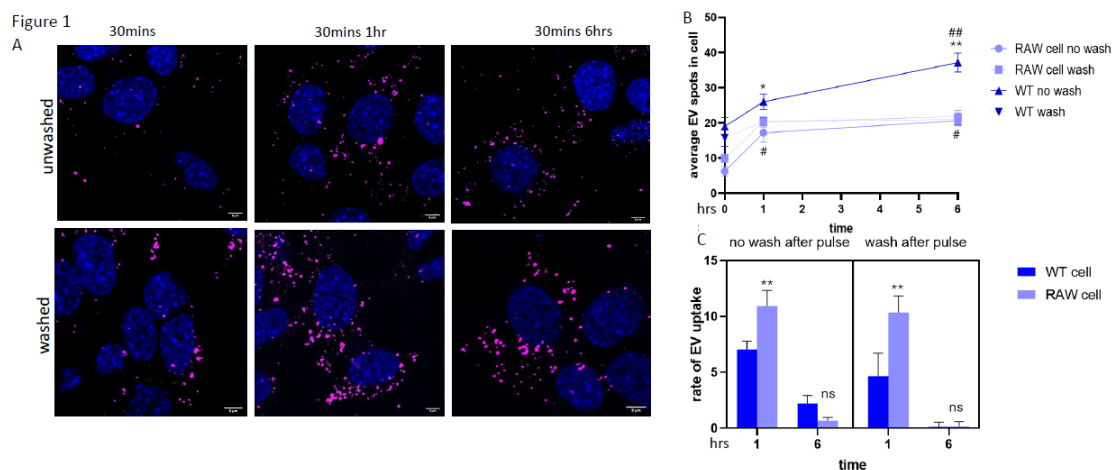 Figure 1
A
30mins
30mins 1hr
30mins 6hrs
unwashed
washed
B
average EV spots in cell
50
40
30
20
10
0
*
#
##
**
#
hrs
0 1 2 3 4 5 6
time
RAW cell no wash
RAW cell wash
WT no wash
WT wash
C
no wash after pulse
wash after pulse
rate of EV uptake
15
10
5
0
**
ns
**
ns
hrs
1 6 1 6
time
WT cell
RAW cell